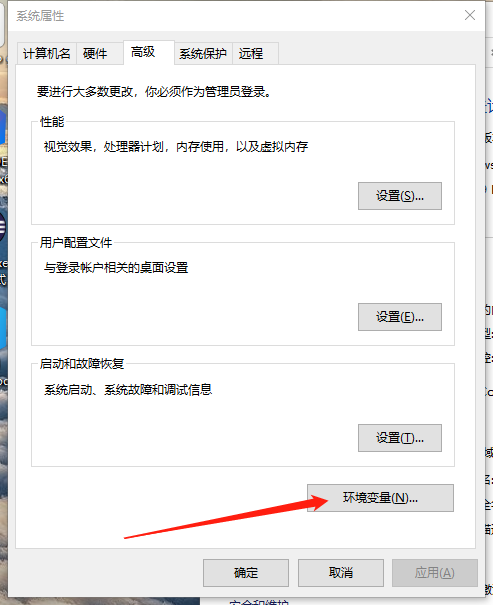 系统属性
计算机名 硬件 高级 系统保护 远程
要进行大多数更改，你必须作为管理员登录。
性能
视觉效果，处理器计划，内存使用，以及虚拟内存
设置(S)...
用户配置文件
与登录帐户相关的桌面设置
设置(E)...
启动和故障恢复
系统启动、系统故障和调试信息
设置(T)...
环境变量(N)...
确定 取消 应用(A)
安全和维护